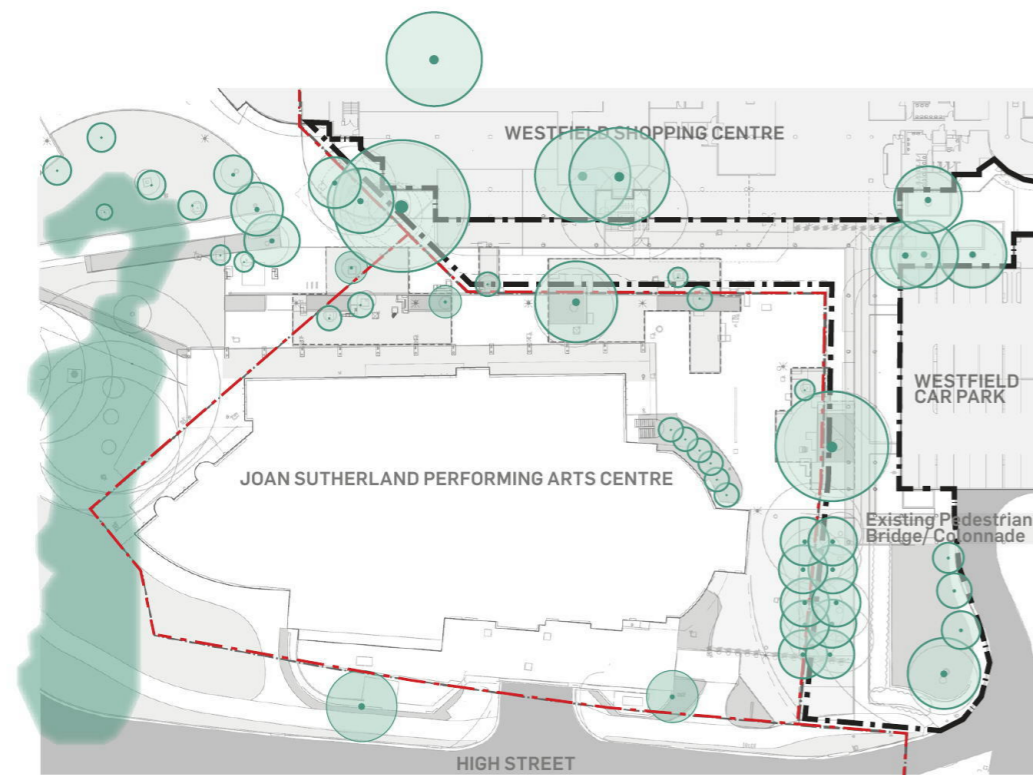 WESTFIELD SHOPPING CENTRE
WESTFIELD
CAR PARK
JOAN SUTHERLAND PERFORMING ARTS CENTRE
Existing Pedestrian
Bridge/ Colonnade
HIGH STREET